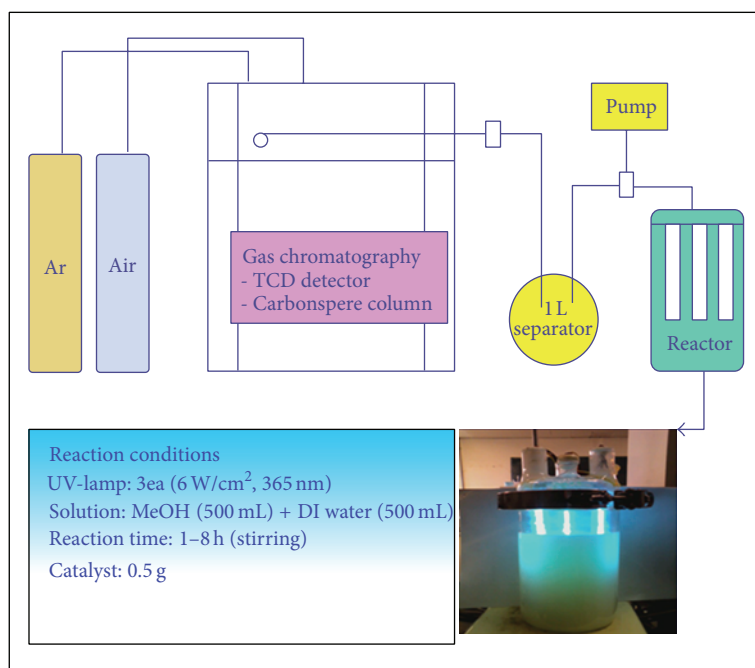 Pump
Ar
Air
Gas chromatography
- TCD detector
- Carbonspere column
1 L
separator
Reactor
Reaction conditions
UV-lamp: 3ea (6 W/cm², 365 nm)
Solution: MeOH (500 mL) + DI water (500 mL)
Reaction time: 1–8 h (stirring)
Catalyst: 0.5 g